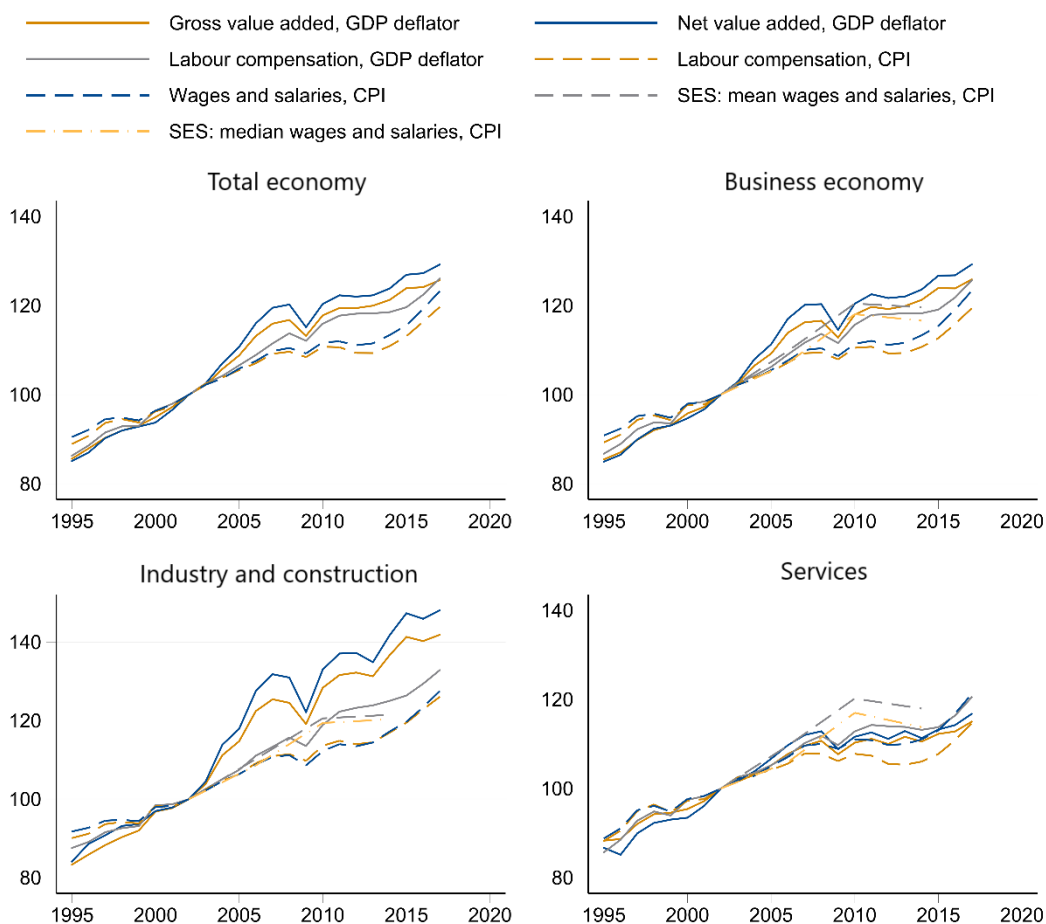 Gross value added, GDP deflator
Net value added, GDP deflator
Labour compensation, GDP deflator
Labour compensation, CPI
Wages and salaries, CPI
SES: mean wages and salaries, CPI
SES: median wages and salaries, CPI
Total economy
140
120
100
80
1995 2000 2005 2010 2015 2020
Business economy
140
120
100
80
1995 2000 2005 2010 2015 2020
Industry and construction
140
120
100
80
1995 2000 2005 2010 2015 2020
Services
140
120
100
80
1995 2000 2005 2010 2015 2020